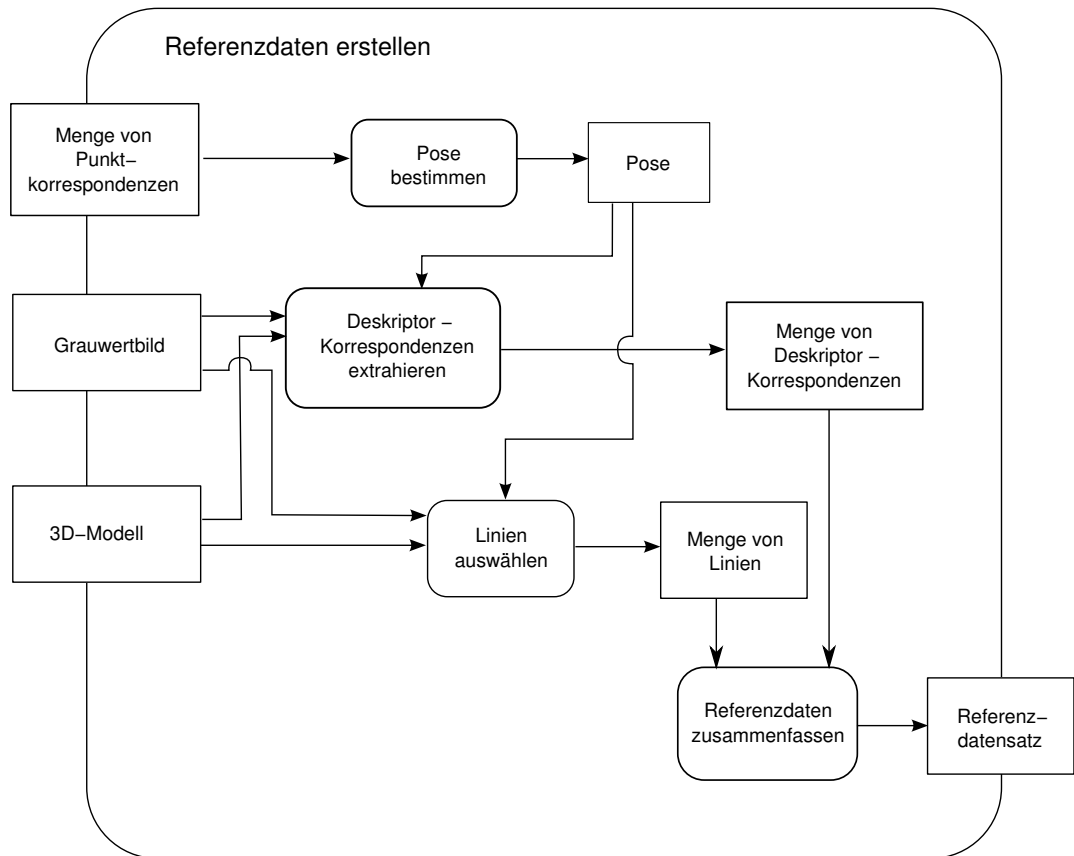 Referenzdaten erstellen
Menge von
Punkt−
korrespondenzen
Pose
bestimmen
Pose
Grauwertbild
Deskriptor −
Korrespondenzen
extrahieren
Menge von
Deskriptor −
Korrespondenzen
3D−Modell
Linien
auswählen
Menge von
Linien
Referenzdaten
zusammenfassen
Referenz−
datensatz